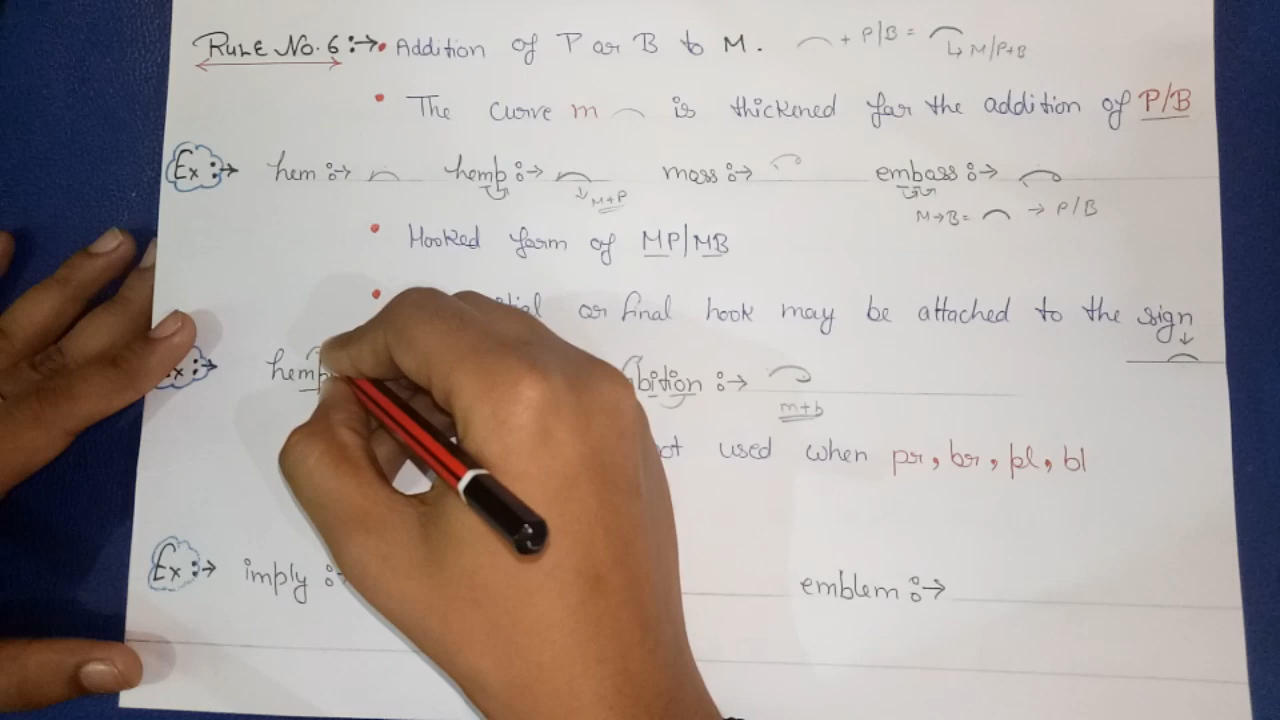 RULE NO. 6 :→ • Addition of P or B to M. + P/B = ↳ M/P+B
• The curve m is thickened for the addition of P/B
Ex :→ hem :→ hemp :→ moss :→ emboss :→
↓ M+P M→B = → P/B
• Hooked form of MP/MB
• or final hook may be attached to the sign
↓
:→ hem bition :→
m+b
used when pr, br, pl, bl
Ex :→ imply : emblem :→